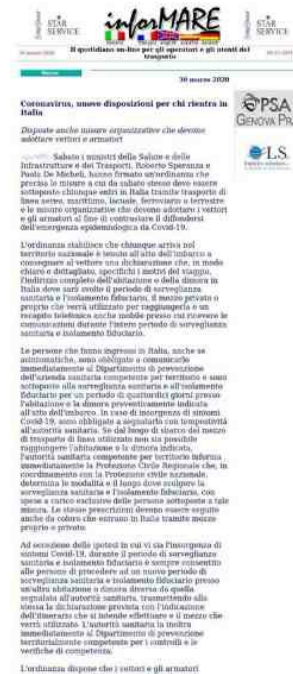 STAR SERVICE
inforMARE
STAR SERVICE
Il quotidiano on-line per gli operatori e gli utenti del trasporto
30 marzo 2020
Coronavirus, nuove disposizioni per chi rientra in
Italia
Disposte anche misure organizzative che devono
adottare vettori e armatori
PSA
GENOVA PRA
LS.
Sabato i ministri della Salute e delle
Infrastrutture e dei Trasporti, Roberto Speranza e
Paola De Micheli, hanno firmato un'ordinanza che
precisa le misure a cui da sabato stesso deve essere
sottoposto chiunque entri in Italia tramite trasporto di
linea aereo, marittimo, lacuale, ferroviario o terrestre
e le misure organizzative che devono adottare i vettori
e gli armatori al fine di contrastare il diffondersi
dell'emergenza epidemiologica da Covid-19.
L'ordinanza stabilisce che chiunque arriva nel
territorio nazionale è tenuto all'atto dell'imbarco a
consegnare al vettore una dichiarazione che, in modo
chiaro e dettagliato, specifichi i motivi del viaggio,
l'indirizzo completo dell'abitazione o della dimora in
Italia dove sarà svolto il periodo di sorveglianza
sanitaria e l'isolamento fiduciario, il mezzo privato o
proprio che verrà utilizzato per raggiungerla e un
recapito telefonico anche mobile presso cui ricevere le
comunicazioni durante l'intero periodo di sorveglianza
sanitaria e isolamento fiduciario.
Le persone che fanno ingresso in Italia, anche se
asintomatiche, sono obbligate a comunicarlo
immediatamente al Dipartimento di prevenzione
dell'azienda sanitaria competente per territorio e sono
sottoposte alla sorveglianza sanitaria e all'isolamento
fiduciario per un periodo di quattordici giorni presso
l'abitazione o la dimora preventivamente indicata
all'atto dell'imbarco. In caso di insorgenza di sintomi
Covid-19, sono obbligate a segnalarlo con tempestività
all'autorità sanitaria. Se dal luogo di sbarco del mezzo
di trasporto di linea utilizzato non sia possibile
raggiungere l'abitazione o la dimora indicata,
l'autorità sanitaria competente per territorio informa
immediatamente la Protezione Civile Regionale che, in
coordinamento con la Protezione civile nazionale,
determina le modalità e il luogo dove svolgere la
sorveglianza sanitaria e l'isolamento fiduciario, con
spese a carico esclusivo delle persone sottoposte a tale
misura. Le stesse prescrizioni devono essere seguite
anche da coloro che entrano in Italia tramite mezzo
proprio o privato.
Ad eccezione delle ipotesi in cui vi sia l'insorgenza di
sintomi Covid-19, durante il periodo di sorveglianza
sanitaria e isolamento fiduciario è sempre consentito
alle persone di procedere ad un nuovo periodo di
sorveglianza sanitaria e isolamento fiduciario presso
un'altra abitazione o dimora diversa da quella
segnalata all'autorità sanitaria, trasmettendo alla
stessa la dichiarazione prevista con l'indicazione
dell'itinerario che si intende effettuare e il mezzo che
verrà utilizzato. L'autorità sanitaria la inoltra
immediatamente al Dipartimento di prevenzione
territorialmente competente per i controlli e le
verifiche di competenza.
L'ordinanza dispone che i vettori e gli armatori